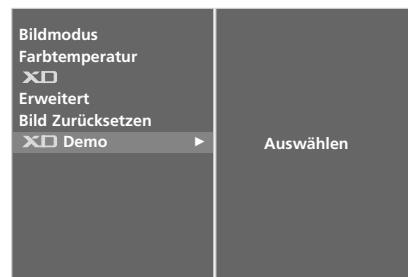 Bildmodus
Farbtemperatur
XD
Erweitert
Bild Zurücksetzen
XD Demo ►
Auswählen